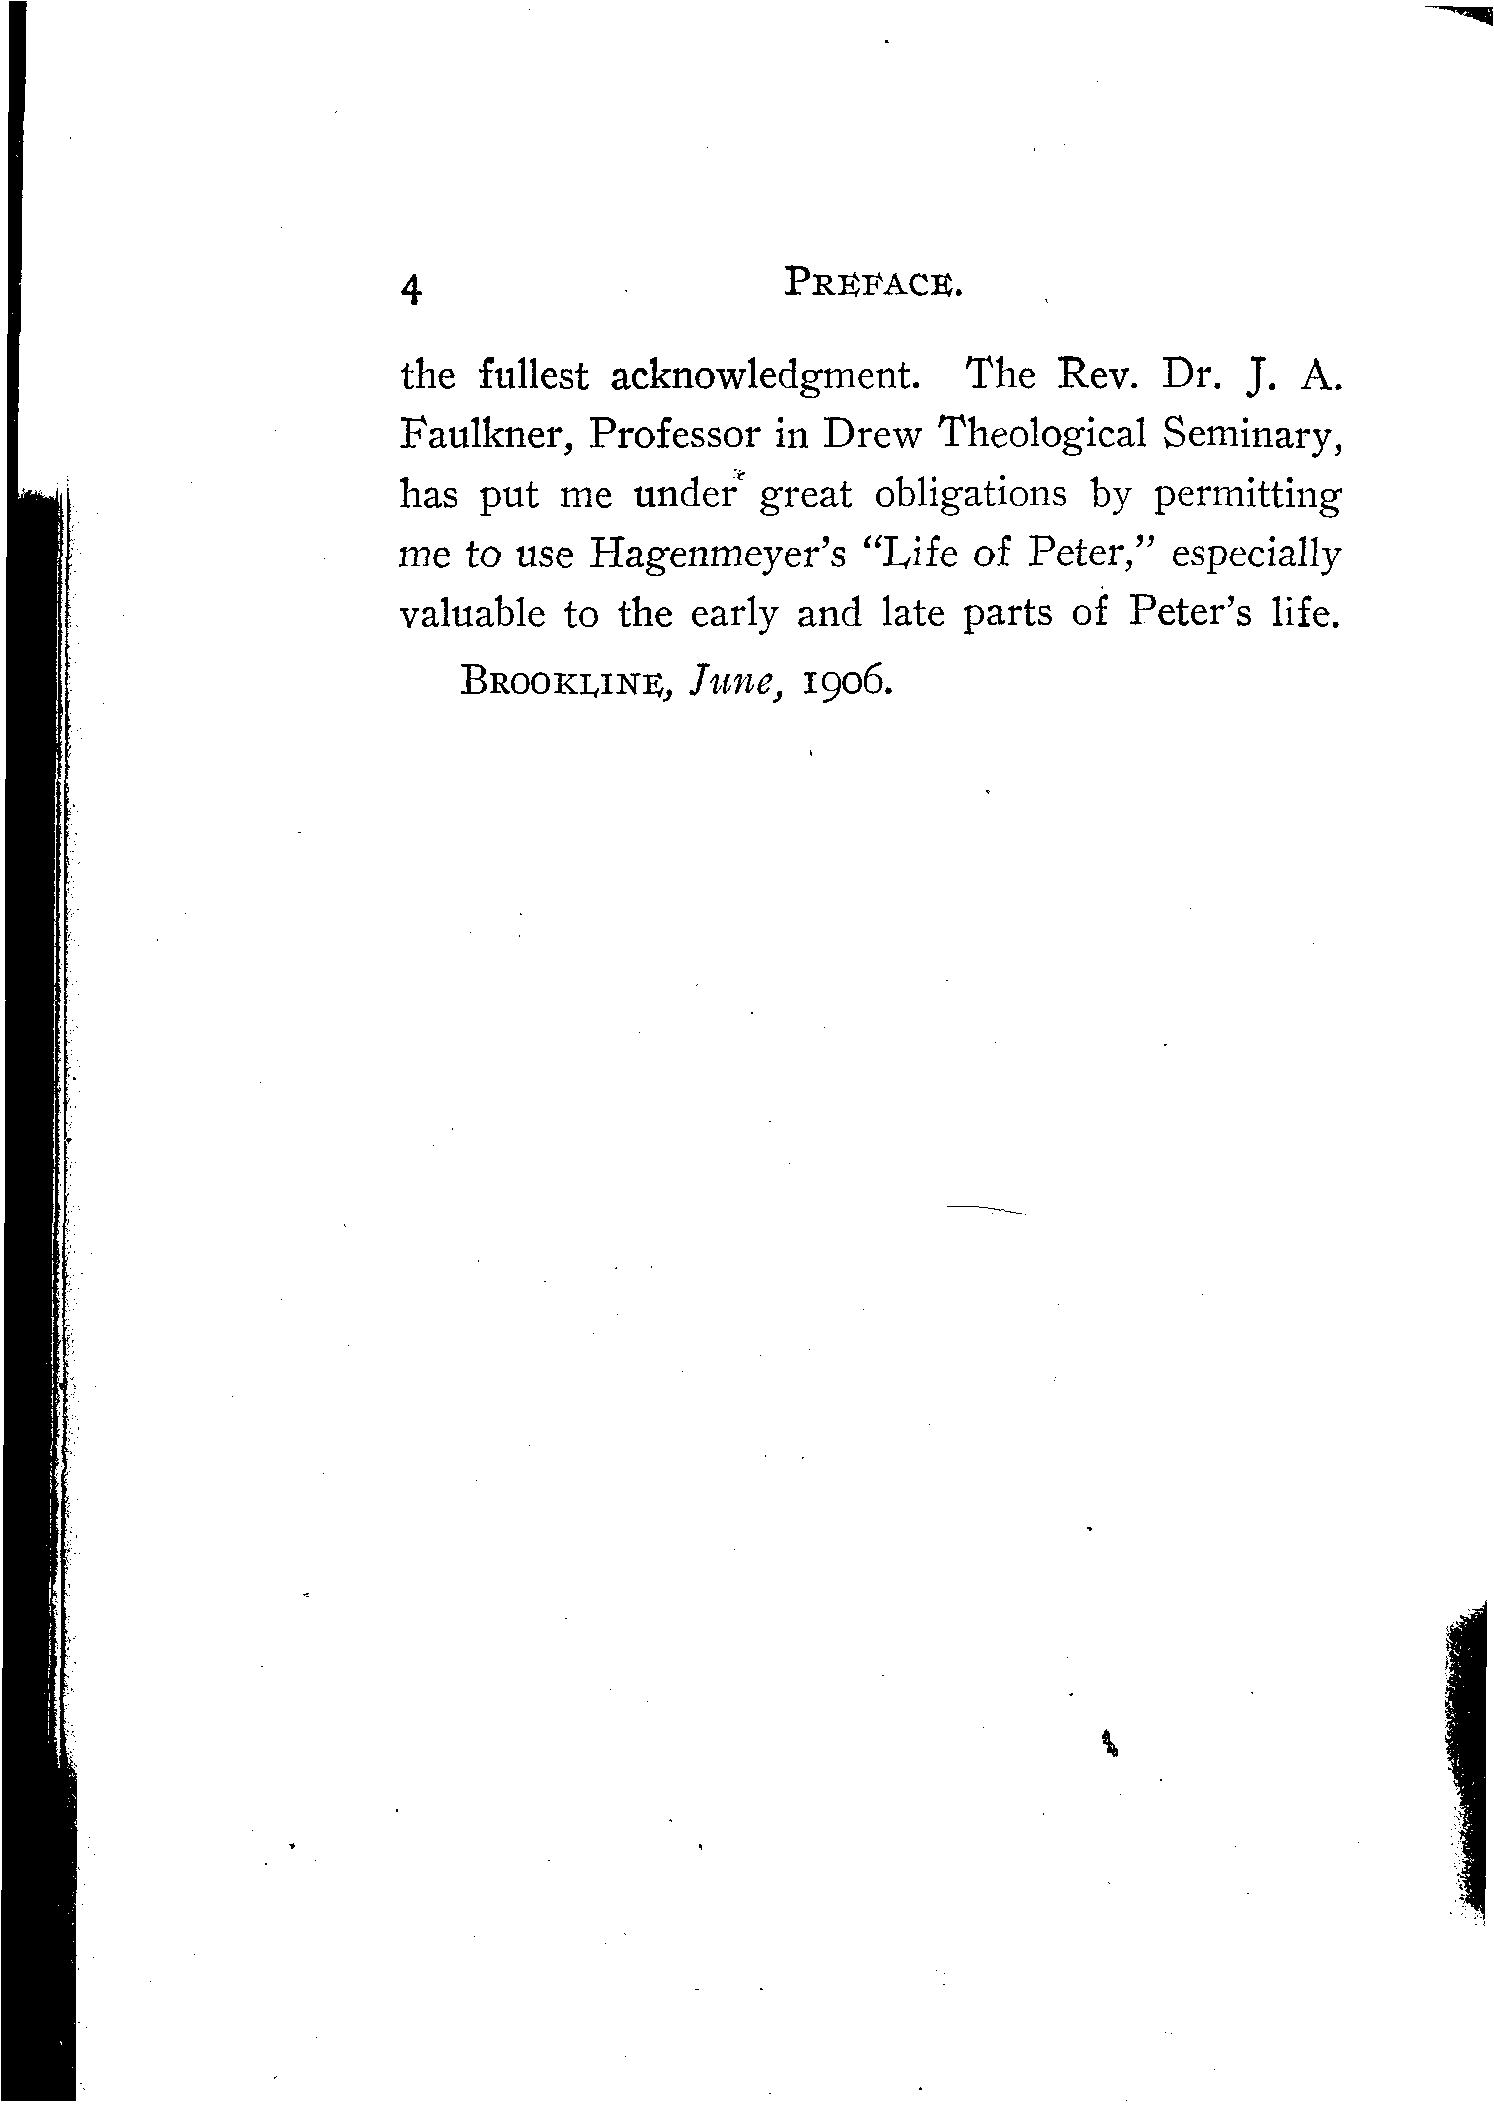 4 PREFACE.
the fullest acknowledgment. The Rev. Dr. J. A.
Faulkner, Professor in Drew Theological Seminary,
has put me under great obligations by permitting
me to use Hagenmeyer's “Life of Peter,” especially
valuable to the early and late parts of Peter's life.
BROOKLINE, June, 1906.